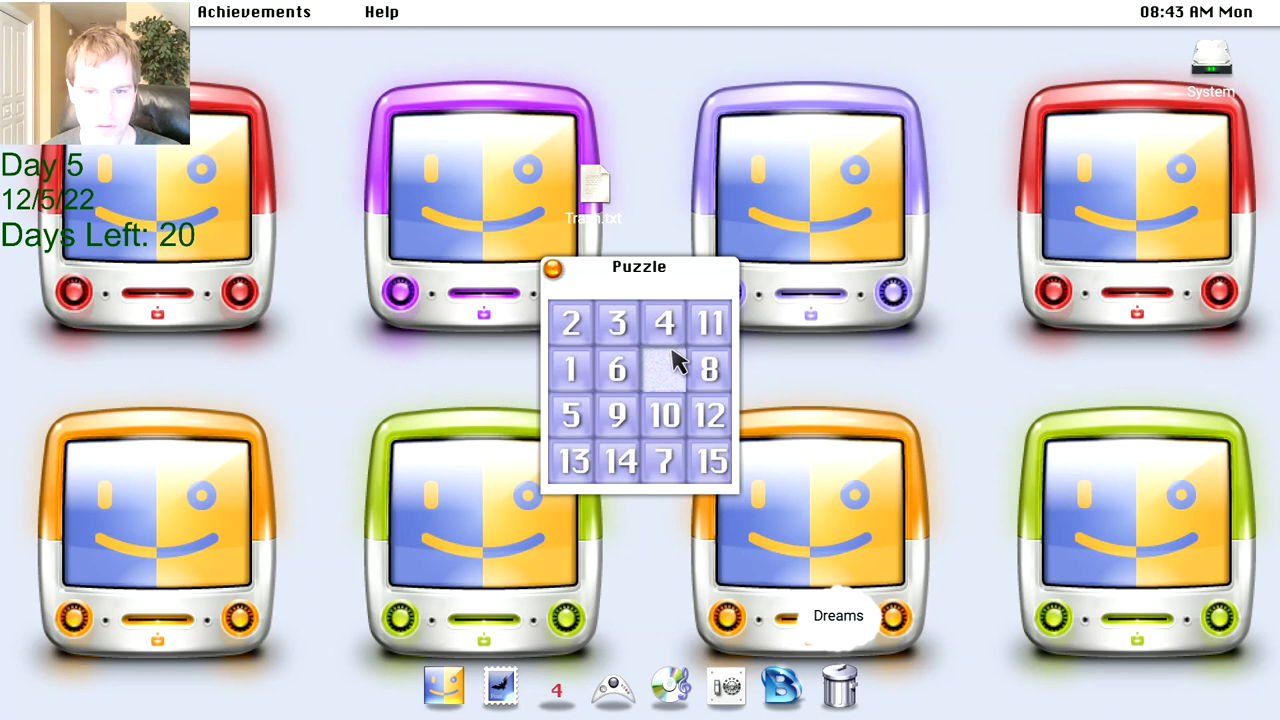 Achievements Help 08:43 AM Mon
System
Day 5
12/5/22
Days Left: 20
Trash.txt
Puzzle
2 3 4 11
1 6 8
5 9 10 12
13 14 7 15
Dreams
4
B